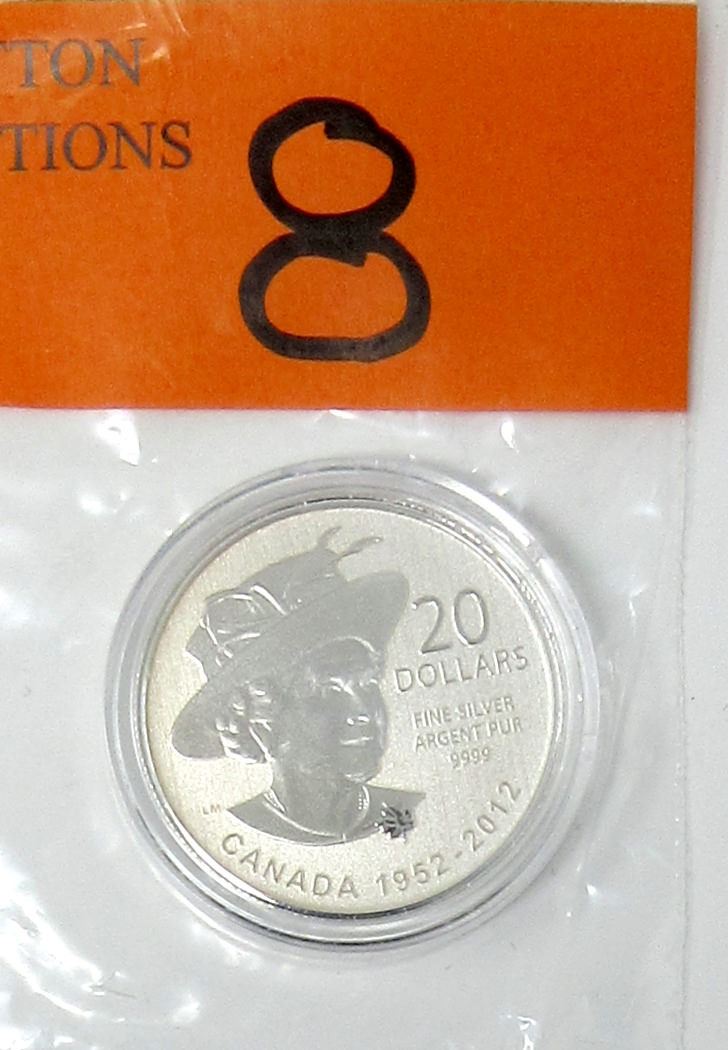 TTON
TIONS
8
20
DOLLARS
FINE SILVER
ARGENT PUR
9999
LM
CANADA 1952-2012